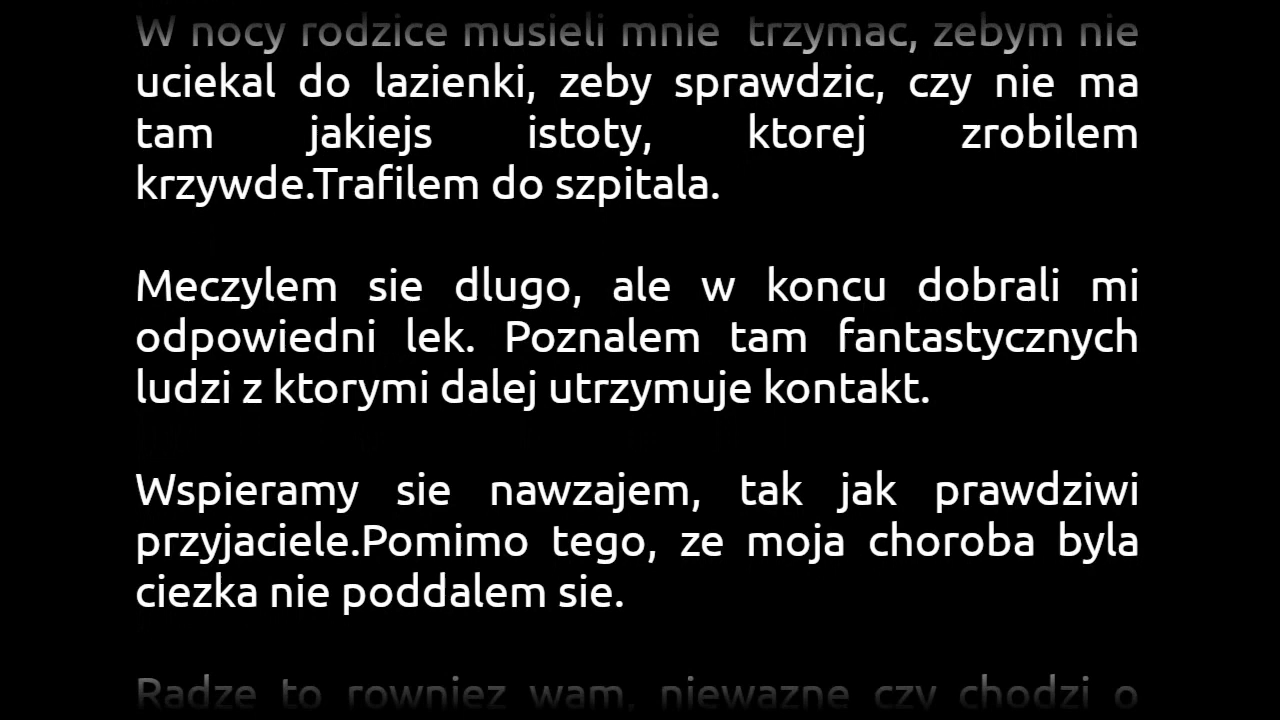 W nocy rodzice musieli mnie trzymac, zebym nie
uciekal do lazienki, zeby sprawdzic, czy nie ma
tam jakiejs istoty, ktorej zrobilem
krzywde.Trafilem do szpitala.
Meczylem sie dlugo, ale w koncu dobrali mi
odpowiedni lek. Poznalem tam fantastycznych
ludzi z ktorymi dalej utrzymuje kontakt.
Wspieramy sie nawzajem, tak jak prawdziwi
przyjaciele.Pomimo tego, ze moja choroba byla
ciezka nie poddalem sie.
Radze to rowniez wam, niewazne czy chodzi o